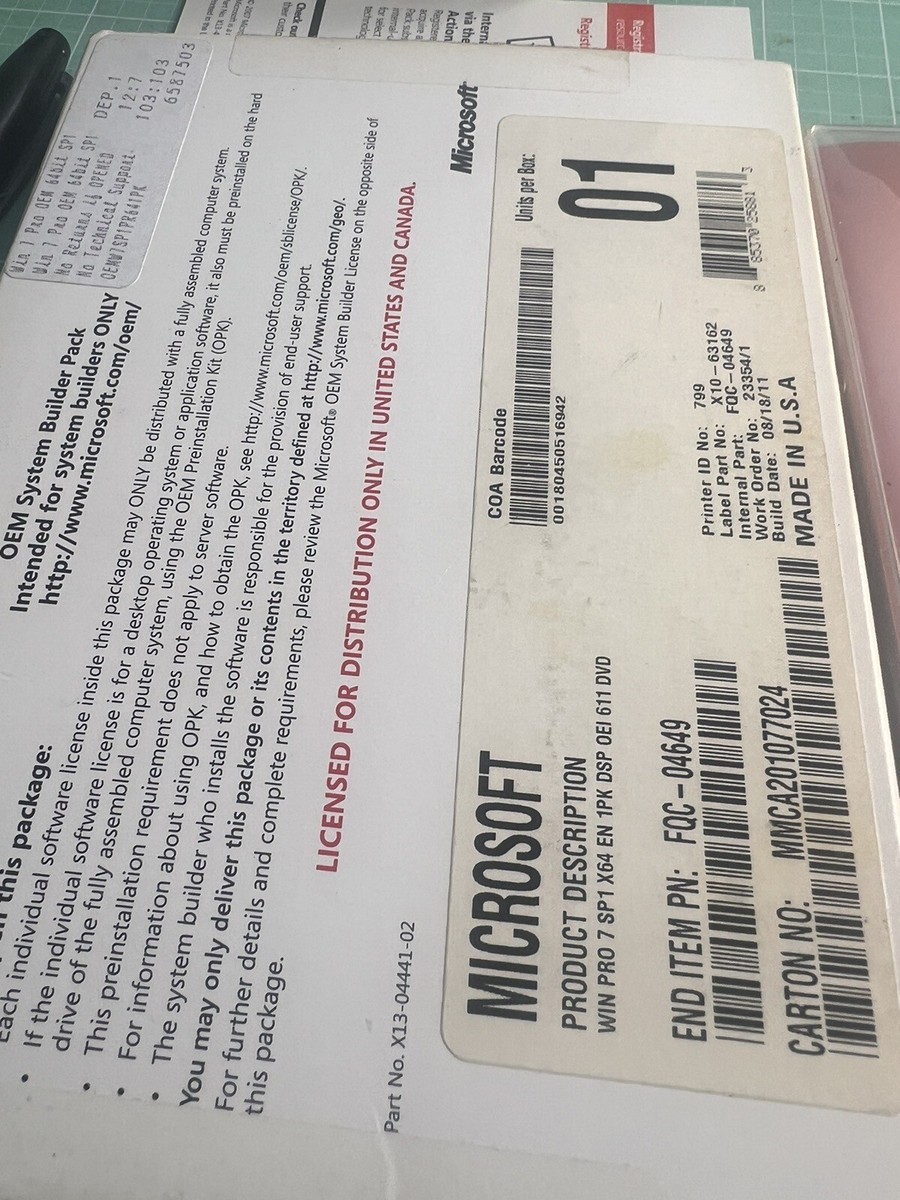 Win 7 Pro OEM 64bit SP1
Win 7 Pro OEM 64bit SP1 DEP.1
No Returns if OPENED 12:7
No Technical Support. 103:103
OEMW7SP1PR641PK 6587503
OEM System Builder Pack
Intended for system builders ONLY
http://www.microsoft.com/oem/
this package:
Each individual software license inside this package may ONLY be distributed with a fully assembled computer system.
• If the individual software license is for a desktop operating system or application software, it also must be preinstalled on the hard
drive of the fully assembled computer system, using the OEM Preinstallation Kit (OPK).
• This preinstallation requirement does not apply to server software.
• For information about using OPK, and how to obtain the OPK, see http://www.microsoft.com/oem/sblicense/OPK/.
• The system builder who installs the software is responsible for the provision of end-user support.
You may only deliver this package or its contents in the territory defined at http://www.microsoft.com/geo/.
For further details and complete requirements, please review the Microsoft® OEM System Builder License on the opposite side of
this package.
LICENSED FOR DISTRIBUTION ONLY IN UNITED STATES AND CANADA.
Part No. X13-04441-02
Microsoft
MICROSOFT
PRODUCT DESCRIPTION
WIN PRO 7 SP1 X64 EN 1PK DSP OEI 611 DVD
COA Barcode
00180450516942
Units per Box:
01
END ITEM PN: FQC-04649
CARTON NO: MMCA201077024
Printer ID No: 799
Label Part No: X10-63162
Internal Part: FQC-04649
Work Order No: 23354/1
Build Date: 08/18/11
MADE IN U.S.A
8 85370 25881 3
Check out
Intern
via the
Action